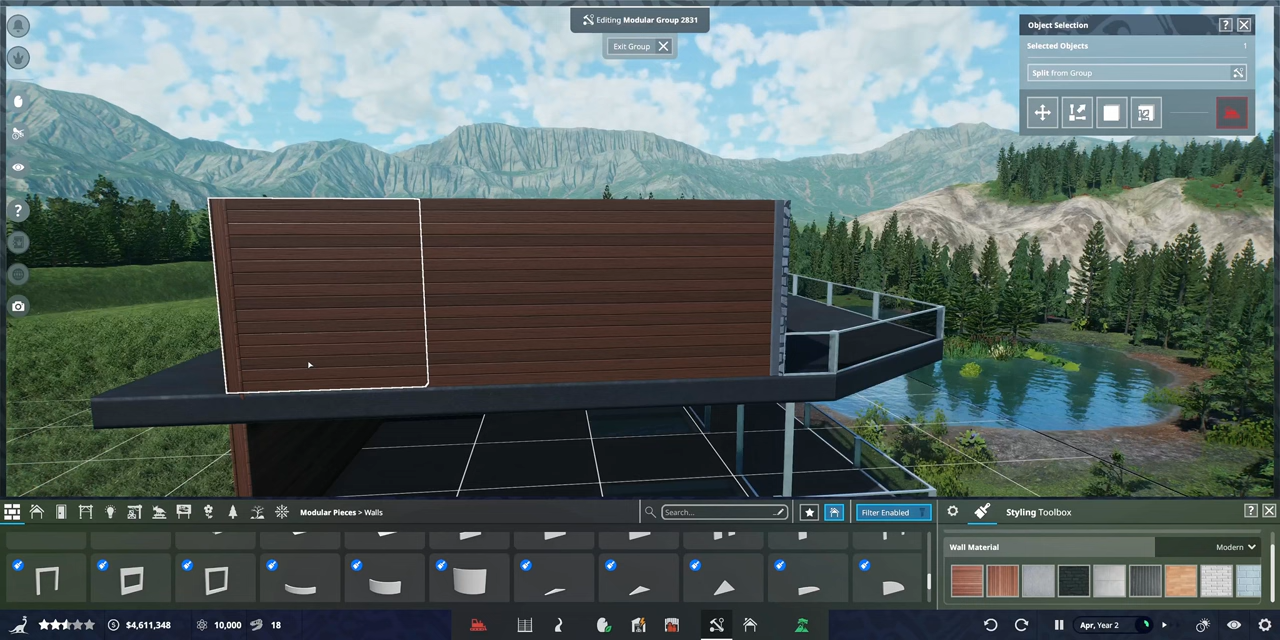 Editing Modular Group 2831
Exit Group
Object Selection
?
Selected Objects 1
Split from Group
?
Modular Pieces > Walls
Search...
Filter Enabled
Styling Toolbox
?
Wall Material
Modern
$4,611,348
10,000
18
Apr, Year 2